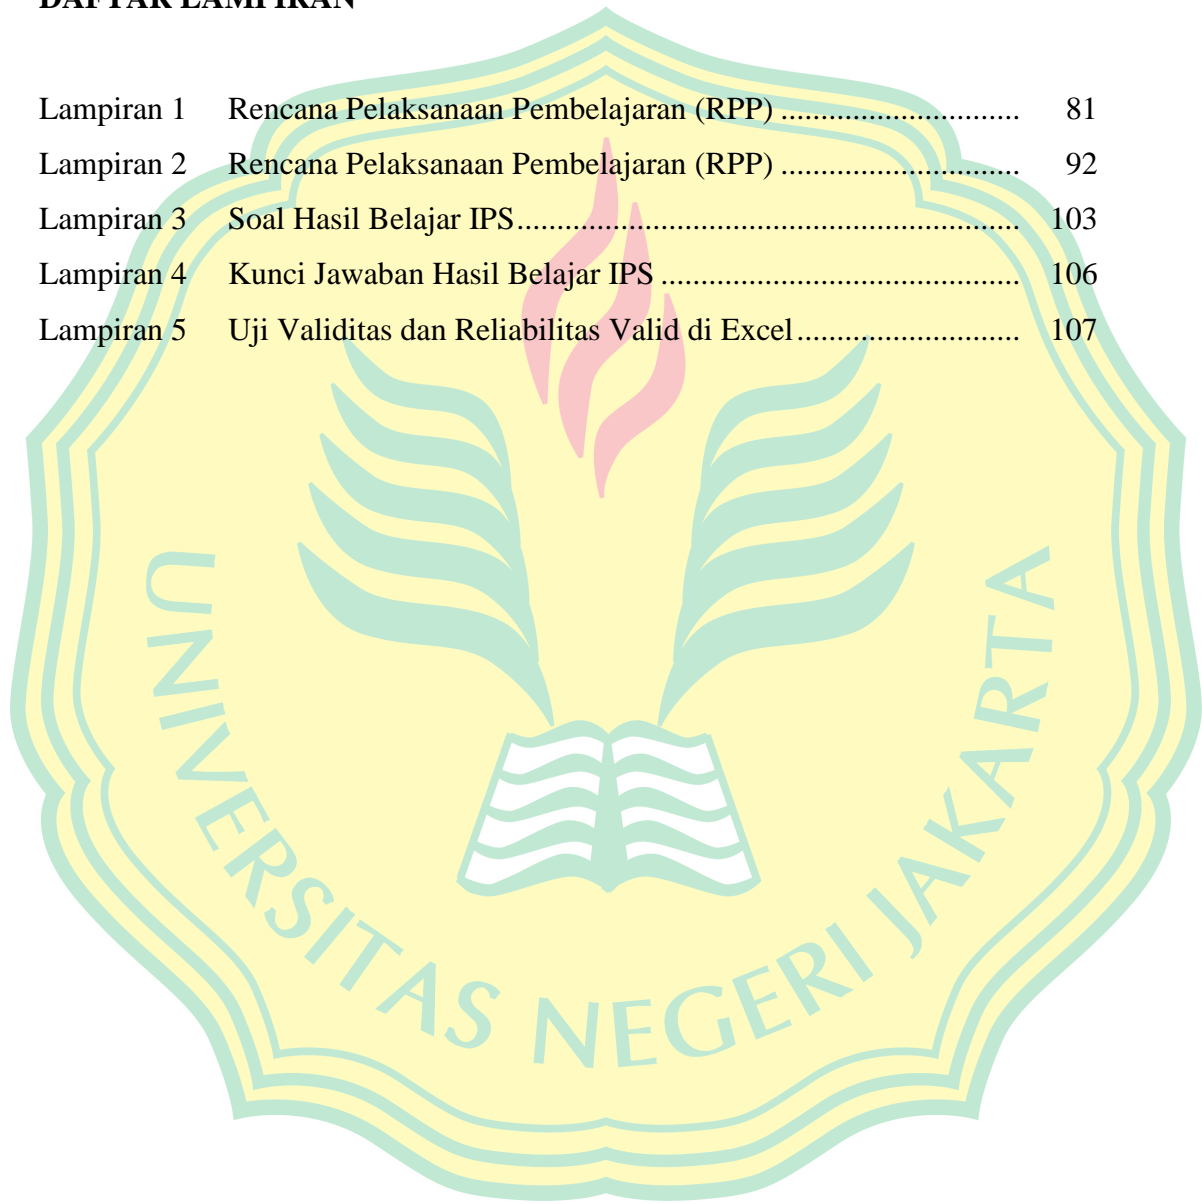 DAFTAR LAMPIRAN
Lampiran 1 Rencana Pelaksanaan Pembelajaran (RPP) .............................. 81
Lampiran 2 Rencana Pelaksanaan Pembelajaran (RPP) .............................. 92
Lampiran 3 Soal Hasil Belajar IPS................................................................ 103
Lampiran 4 Kunci Jawaban Hasil Belajar IPS ............................................. 106
Lampiran 5 Uji Validitas dan Reliabilitas Valid di Excel............................ 107
UNIVERSITAS NEGERI JAKARTA